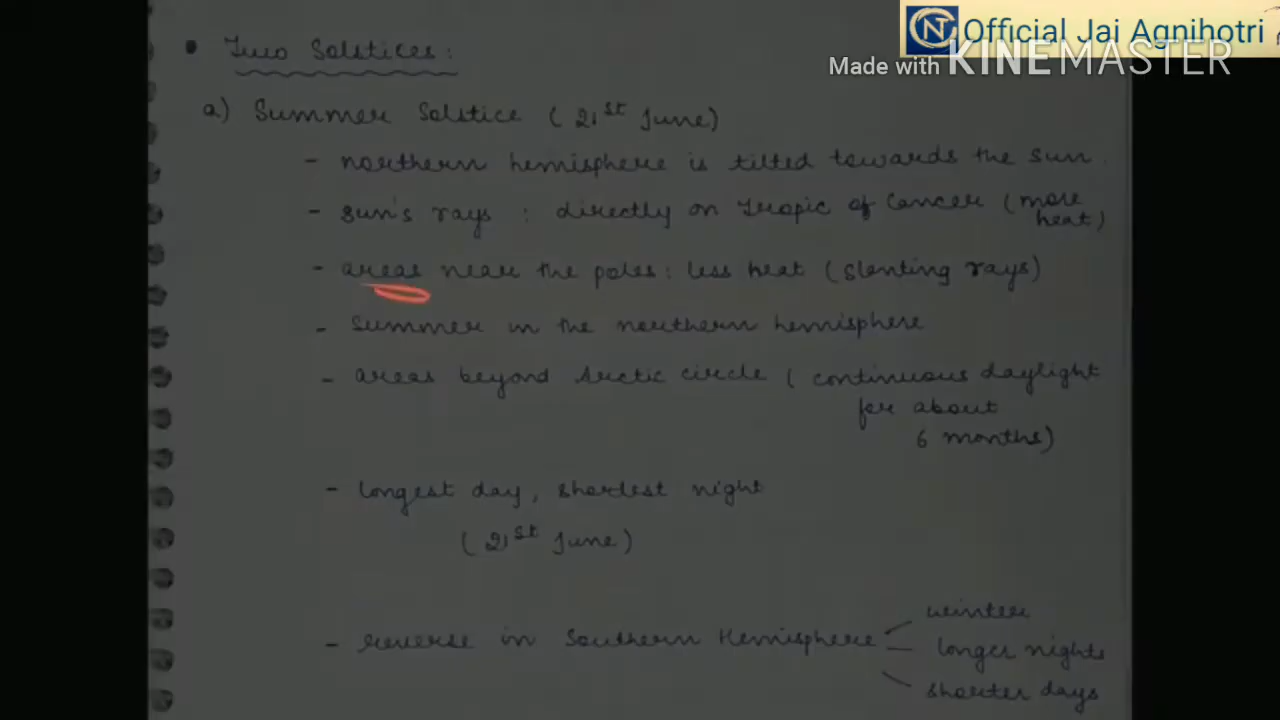 CNT Official Jai Agnihotri
Made with KINEMASTER
• Two Solstices:
a) Summer Solstice (21st June)
- northern hemisphere is tilted towards the sun.
- sun's rays : directly on Tropic of Cancer (more heat)
- areas near the poles : less heat (slanting rays)
- summer in the northern hemisphere
- areas beyond Arctic circle (continuous daylight
for about
6 months)
- longest day, shortest night
(21st June)
- reverse in Southern Hemisphere
winter
longer nights
shorter days